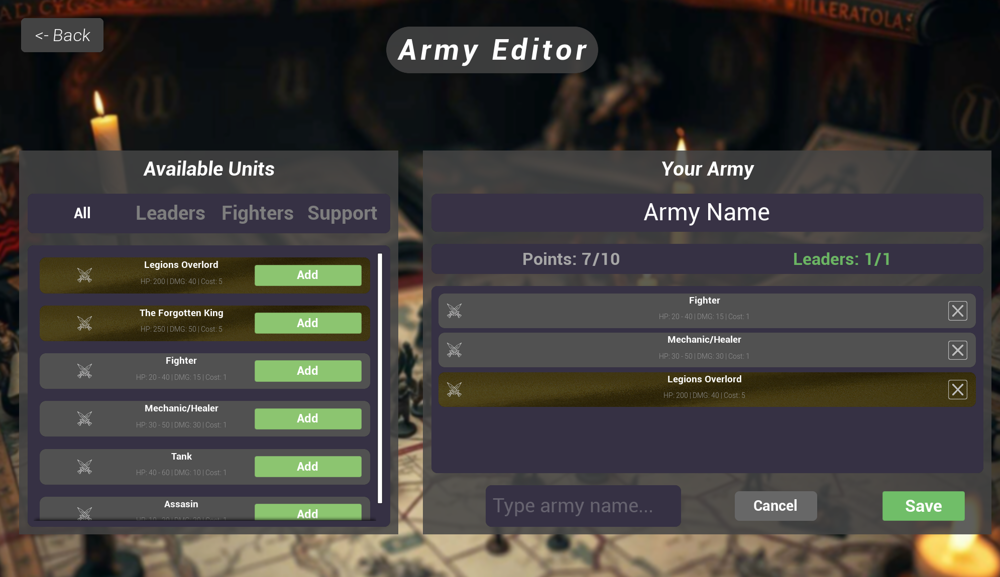 <- Back
Army Editor
Available Units
All Leaders Fighters Support
Legions Overlord
HP: 200 | DMG: 40 | Cost: 5
Add
The Forgotten King
HP: 250 | DMG: 50 | Cost: 5
Add
Fighter
HP: 20 - 40 | DMG: 15 | Cost: 1
Add
Mechanic/Healer
HP: 30 - 50 | DMG: 30 | Cost: 1
Add
Tank
HP: 40 - 60 | DMG: 10 | Cost: 1
Add
Assasin
Add
Your Army
Army Name
Points: 7/10
Leaders: 1/1
Fighter
HP: 20 - 40 | DMG: 15 | Cost: 1
Mechanic/Healer
HP: 30 - 50 | DMG: 30 | Cost: 1
Legions Overlord
HP: 200 | DMG: 40 | Cost: 5
Type army name...
Cancel
Save